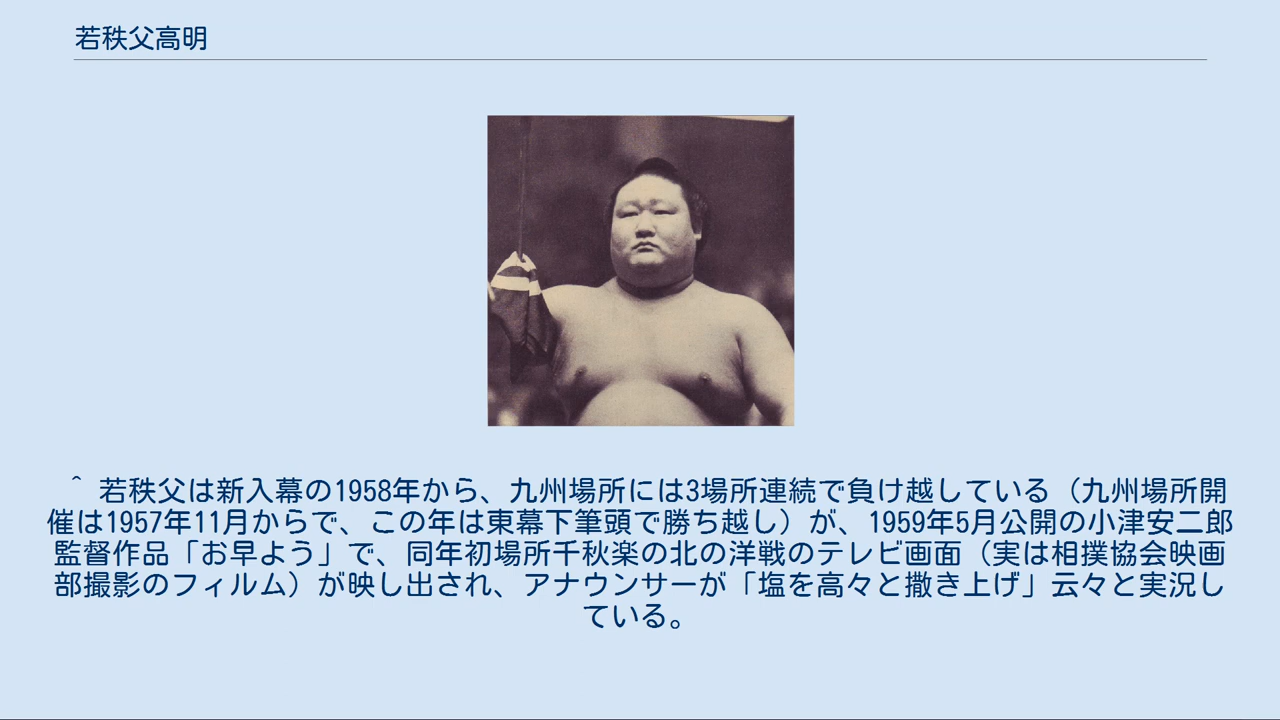 若秩父高明
^ 若秩父は新入幕の1958年から、九州場所には3場所連続で負け越している（九州場所開
催は1957年11月からで、この年は東幕下筆頭で勝ち越し）が、1959年5月公開の小津安二郎
監督作品「お早よう」で、同年初場所千秋楽の北の洋戦のテレビ画面（実は相撲協会映画
部撮影のフィルム）が映し出され、アナウンサーが「塩を高々と撒き上げ」云々と実況し
ている。